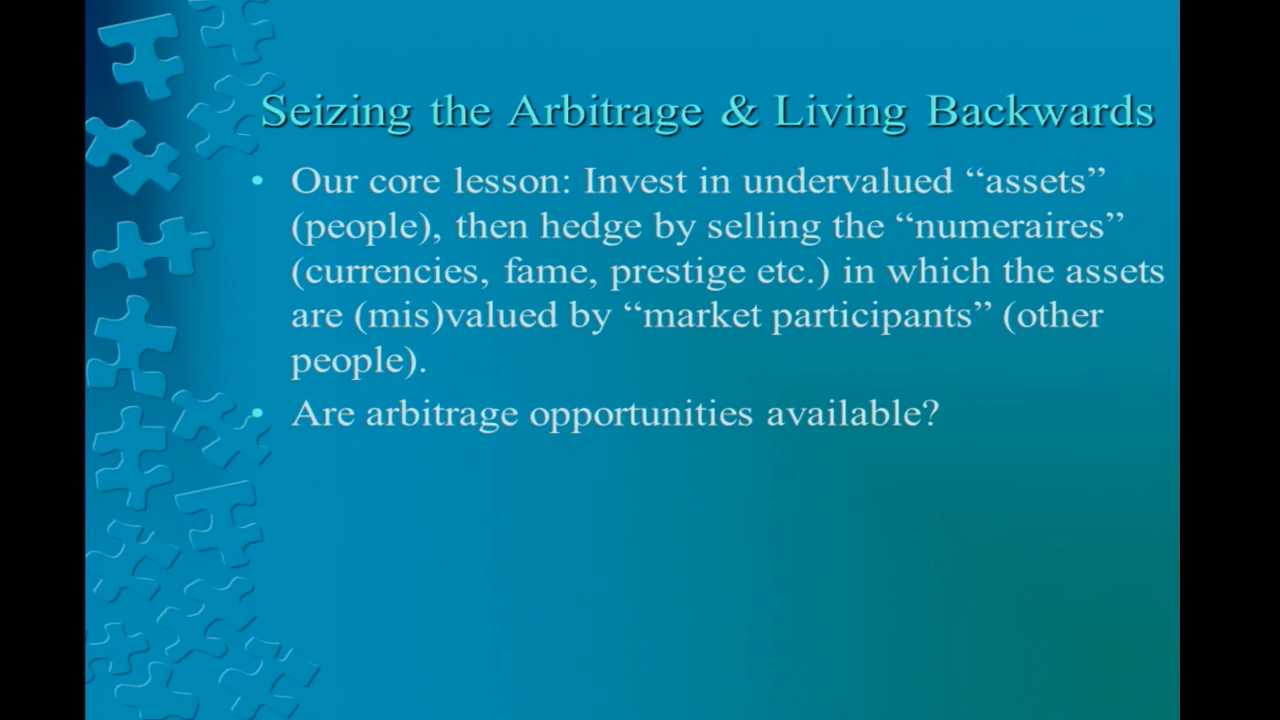 Seizing the Arbitrage & Living Backwards
• Our core lesson: Invest in undervalued “assets”
(people), then hedge by selling the “numeraires”
(currencies, fame, prestige etc.) in which the assets
are (mis)valued by “market participants” (other
people).
• Are arbitrage opportunities available?